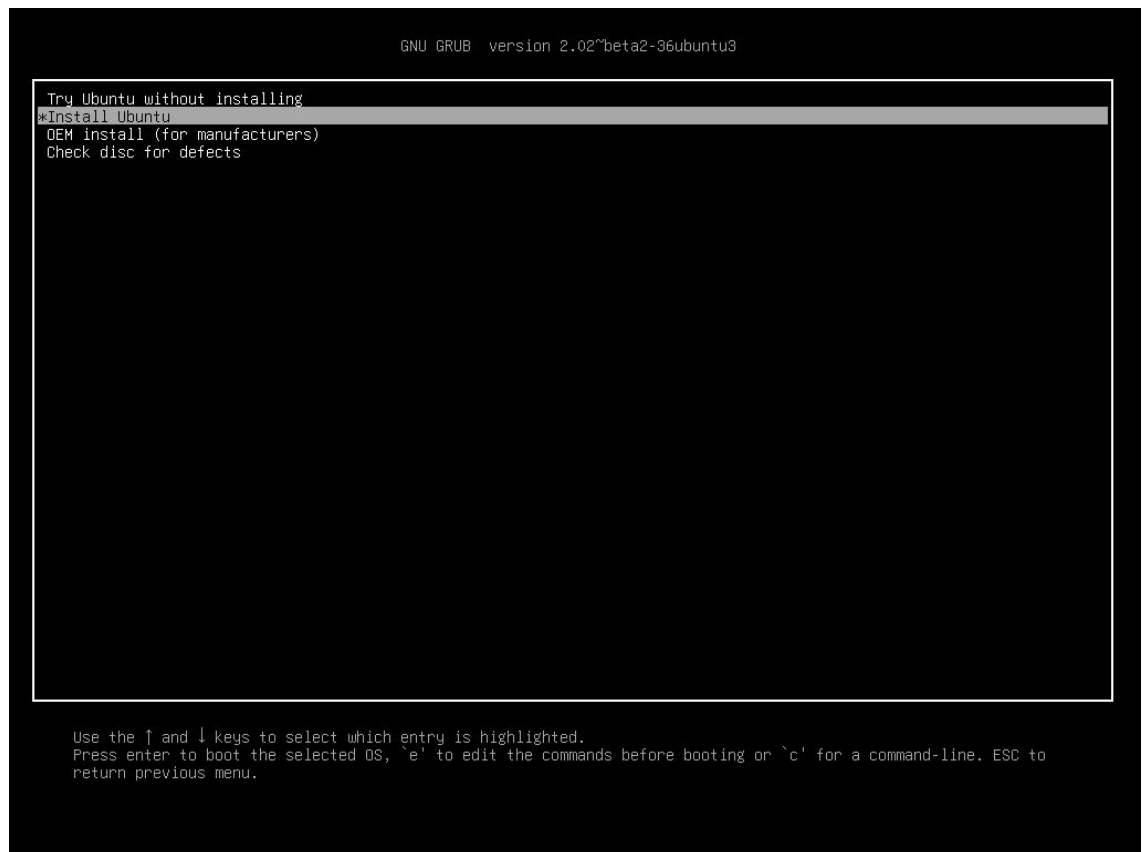 GNU GRUB  version 2.02~beta2-36ubuntu3
Try Ubuntu without installing
*Install Ubuntu
OEM install (for manufacturers)
Check disc for defects
Use the ↑ and ↓ keys to select which entry is highlighted.
Press enter to boot the selected OS, `e' to edit the commands before booting or `c' for a command-line. ESC to
return previous menu.